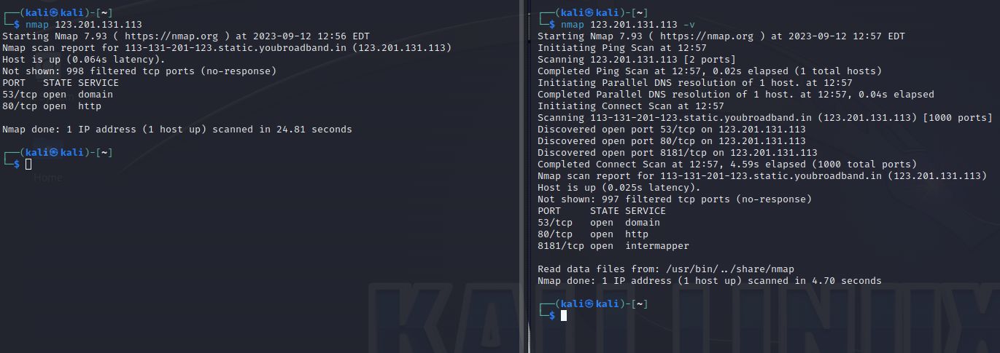 ┌──(kali㉿kali)-[~]
└─$ nmap 123.201.131.113
Starting Nmap 7.93 ( https://nmap.org ) at 2023-09-12 12:56 EDT
Nmap scan report for 113-131-201-123.static.youbroadband.in (123.201.131.113)
Host is up (0.064s latency).
Not shown: 998 filtered tcp ports (no-response)
PORT   STATE SERVICE
53/tcp open  domain
80/tcp open  http
Nmap done: 1 IP address (1 host up) scanned in 24.81 seconds
┌──(kali㉿kali)-[~]
└─$
Home
┌──(kali㉿kali)-[~]
└─$ nmap 123.201.131.113 -v
Starting Nmap 7.93 ( https://nmap.org ) at 2023-09-12 12:57 EDT
Initiating Ping Scan at 12:57
Scanning 123.201.131.113 [2 ports]
Completed Ping Scan at 12:57, 0.02s elapsed (1 total hosts)
Initiating Parallel DNS resolution of 1 host. at 12:57
Completed Parallel DNS resolution of 1 host. at 12:57, 0.04s elapsed
Initiating Connect Scan at 12:57
Scanning 113-131-201-123.static.youbroadband.in (123.201.131.113) [1000 ports]
Discovered open port 53/tcp on 123.201.131.113
Discovered open port 80/tcp on 123.201.131.113
Discovered open port 8181/tcp on 123.201.131.113
Completed Connect Scan at 12:57, 4.59s elapsed (1000 total ports)
Nmap scan report for 113-131-201-123.static.youbroadband.in (123.201.131.113)
Host is up (0.025s latency).
Not shown: 997 filtered tcp ports (no-response)
PORT     STATE SERVICE
53/tcp   open  domain
80/tcp   open  http
8181/tcp open  intermapper
Read data files from: /usr/bin/../share/nmap
Nmap done: 1 IP address (1 host up) scanned in 4.70 seconds
┌──(kali㉿kali)-[~]
└─$
KALI LINUX